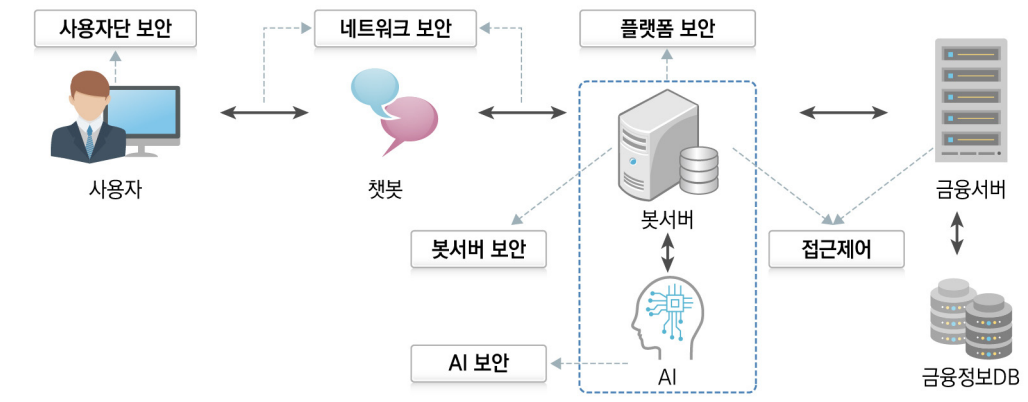 사용자단 보안
네트워크 보안
플랫폼 보안
사용자
챗봇
봇서버
금융서버
봇서버 보안
접근제어
AI 보안
AI
금융정보DB